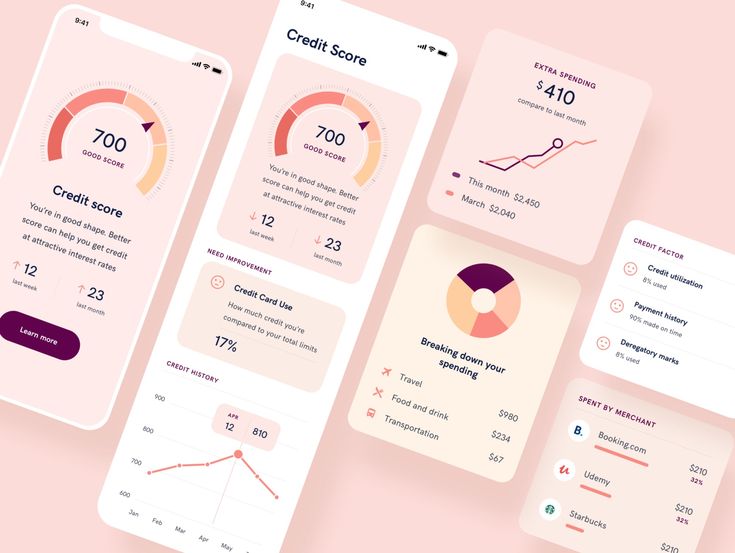 9:41
700
GOOD SCORE
Credit score
You're in good shape. Better
score can help you get credit
at attractive interest rates
↑ 12
last week
↑ 23
last month
Learn more
9:41
Credit Score
700
GOOD SCORE
You're in good shape. Better
score can help you get credit
at attractive interest rates
↓ 12
last week
↓ 23
last month
NEED IMPROVEMENT
Credit Card Use
How much credit you're
compared to your total limits
17%
CREDIT HISTORY
900
800
700
600
APR
12
810
Jan Feb Mar Apr May
EXTRA SPENDING
$410
compare to last month
This month $2,450
March $2,040
Breaking down your
spending
Travel $980
Food and drink $234
Transportation $67
CREDIT FACTOR
Credit utilization
8% used
Payment history
90% made on time
Deregatory marks
8% used
SPENT BY MERCHANT
B.
Booking.com $210
32%
Udemy $210
32%
Starbucks $210